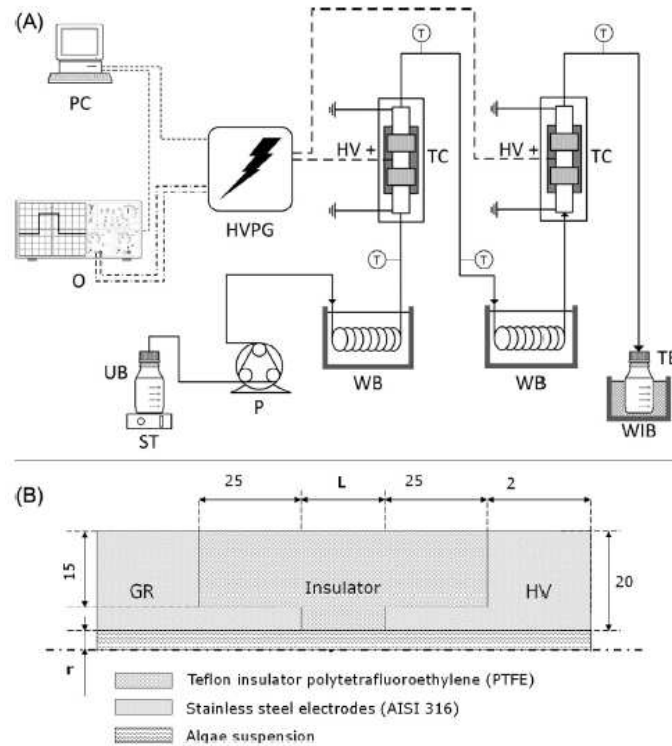 (A)
T
T
PC
HV +
TC
HV +
TC
HVPG
T
T
O
UB
P
WB
WB
ST
WIB
(B)
25
L
25
2
15
GR
Insulator
HV
20
r
Teflon insulator polytetrafluoroethylene (PTFE)
Stainless steel electrodes (AISI 316)
Algae suspension